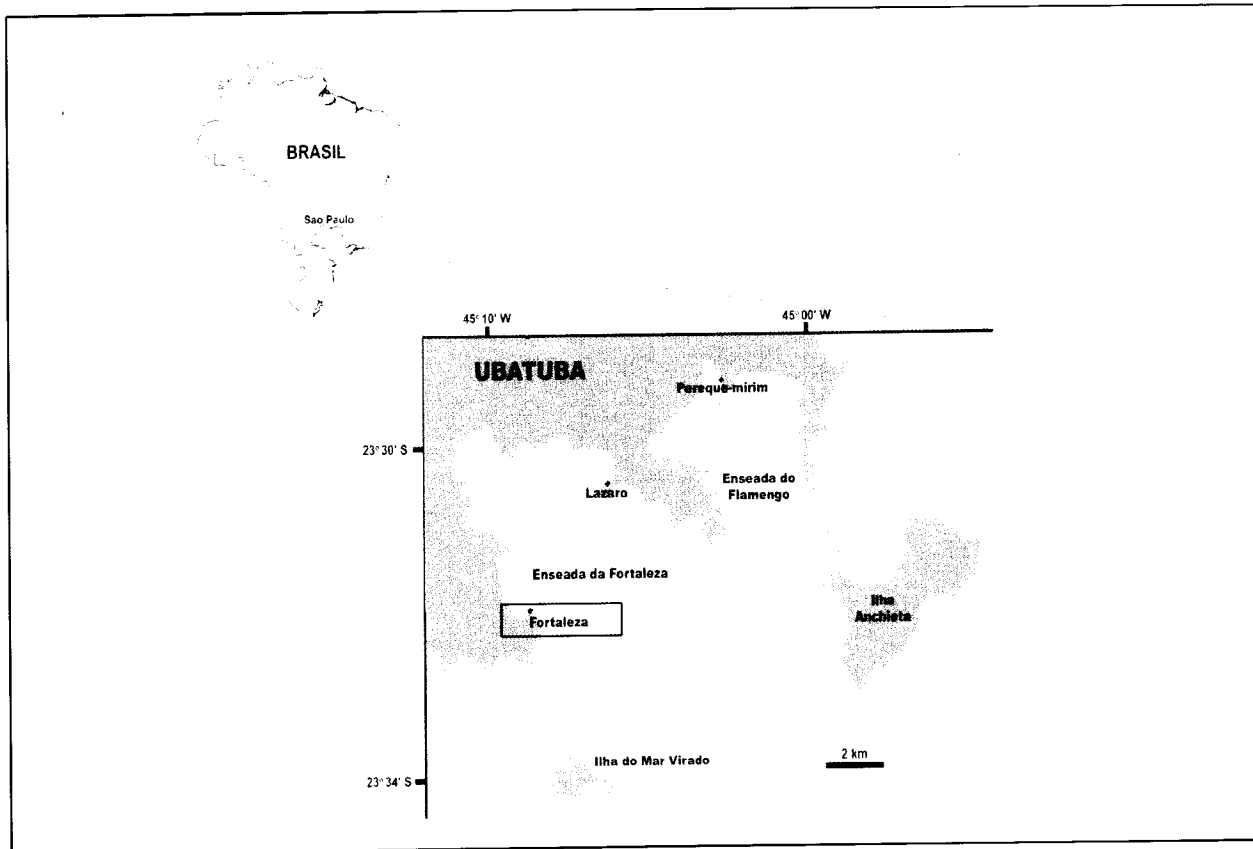 BRASIL
Sao Paulo
45° 10' W
45° 00' W
UBATUBA
Pereque-mirim
23° 30' S
Enseada do
Flamengo
Lazaro
Enseada da Fortaleza
Ilha
Anchieta
Fortaleza
Ilha do Mar Virado
2 km
23° 34' S